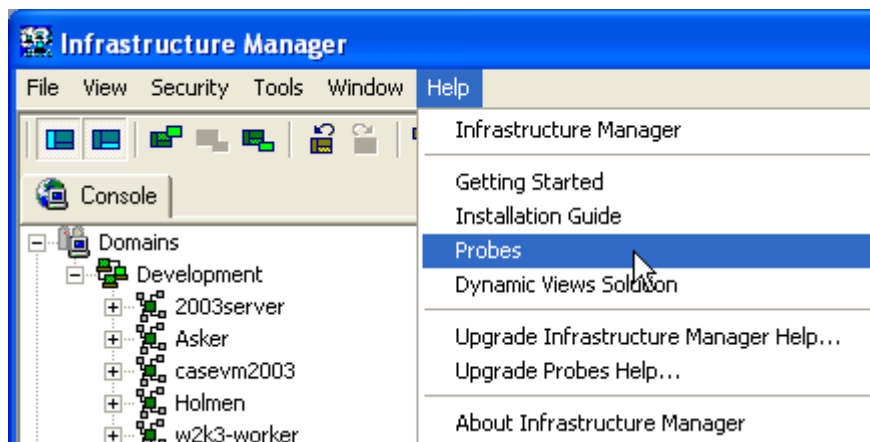 Infrastructure Manager
File View Security Tools Window Help
Infrastructure Manager
Getting Started
Installation Guide
Probes
Dynamic Views Solution
Upgrade Infrastructure Manager Help...
Upgrade Probes Help...
About Infrastructure Manager
Console
Domains
Development
2003server
Asker
casevm2003
Holmen
w2k3-worker